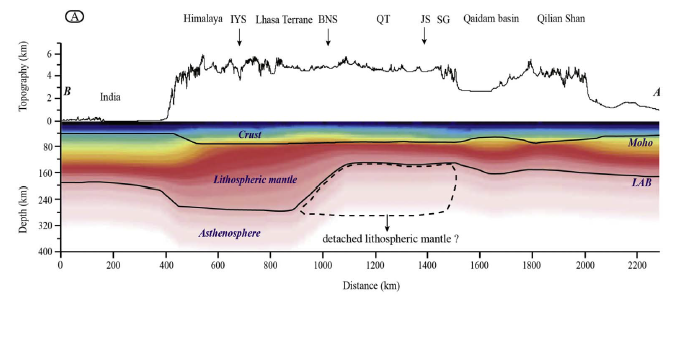 A
Himalaya IYS Lhasa Terrane BNS QT JS SG Qaidam basin Qilian Shan
Topography (km)
6
4
2
0
B
India
A
Depth (km)
80
160
240
320
400
Crust
Moho
Lithospheric mantle
LAB
Asthenosphere
detached lithospheric mantle ?
0 200 400 600 800 1000 1200 1400 1600 1800 2000 2200
Distance (km)